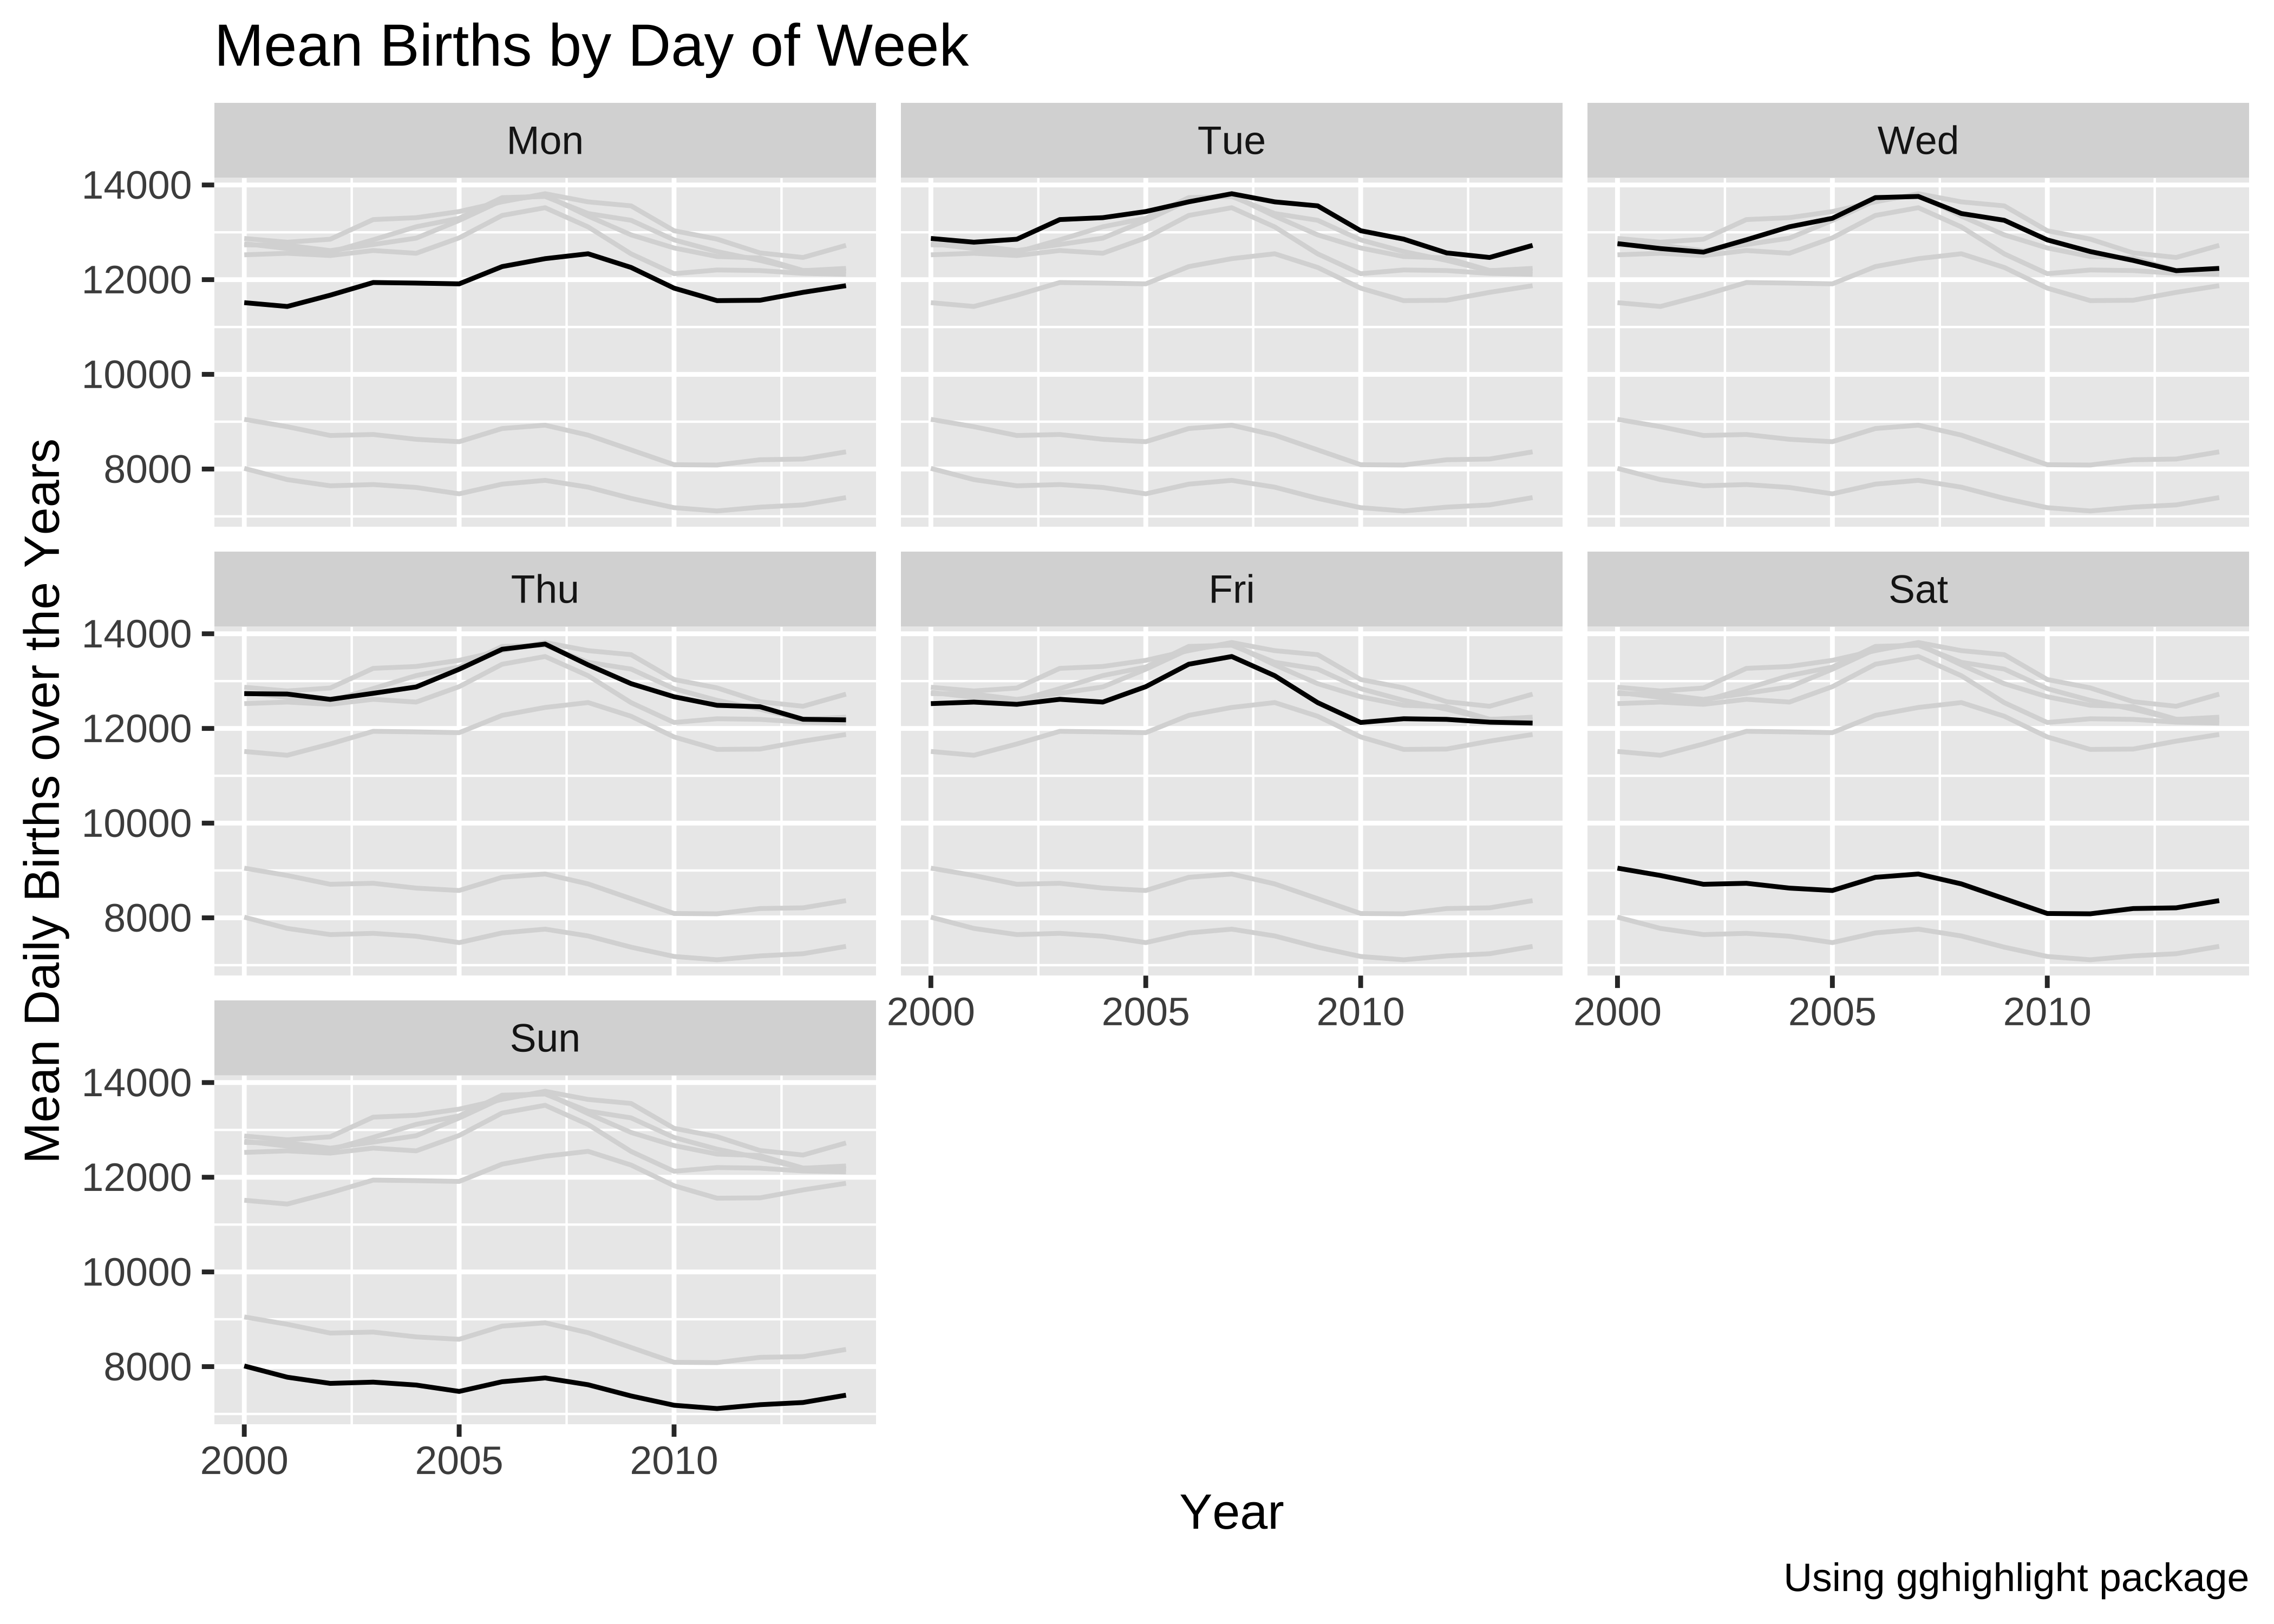 Mean Births by Day of Week
Mon Tue Wed
14000
12000
10000
8000
Thu Fri Sat
14000
12000
10000
8000
2000 2005 2010 2000 2005 2010
Sun
14000
12000
10000
8000
2000 2005 2010
Mean Daily Births over the Years
Year
Using gghighlight package